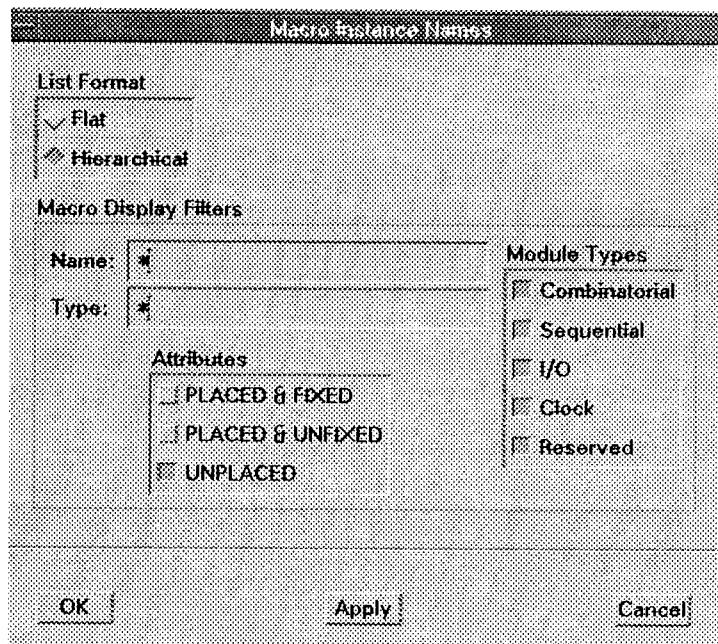 Macro Instance Names
List Format
Flat
Hierarchical
Macro Display Filters
Name: *
Type: *
Module Types
Combinatorial
Sequential
I/O
Clock
Reserved
Attributes
PLACED & FIXED
PLACED & UNFIXED
UNPLACED
OK
Apply
Cancel